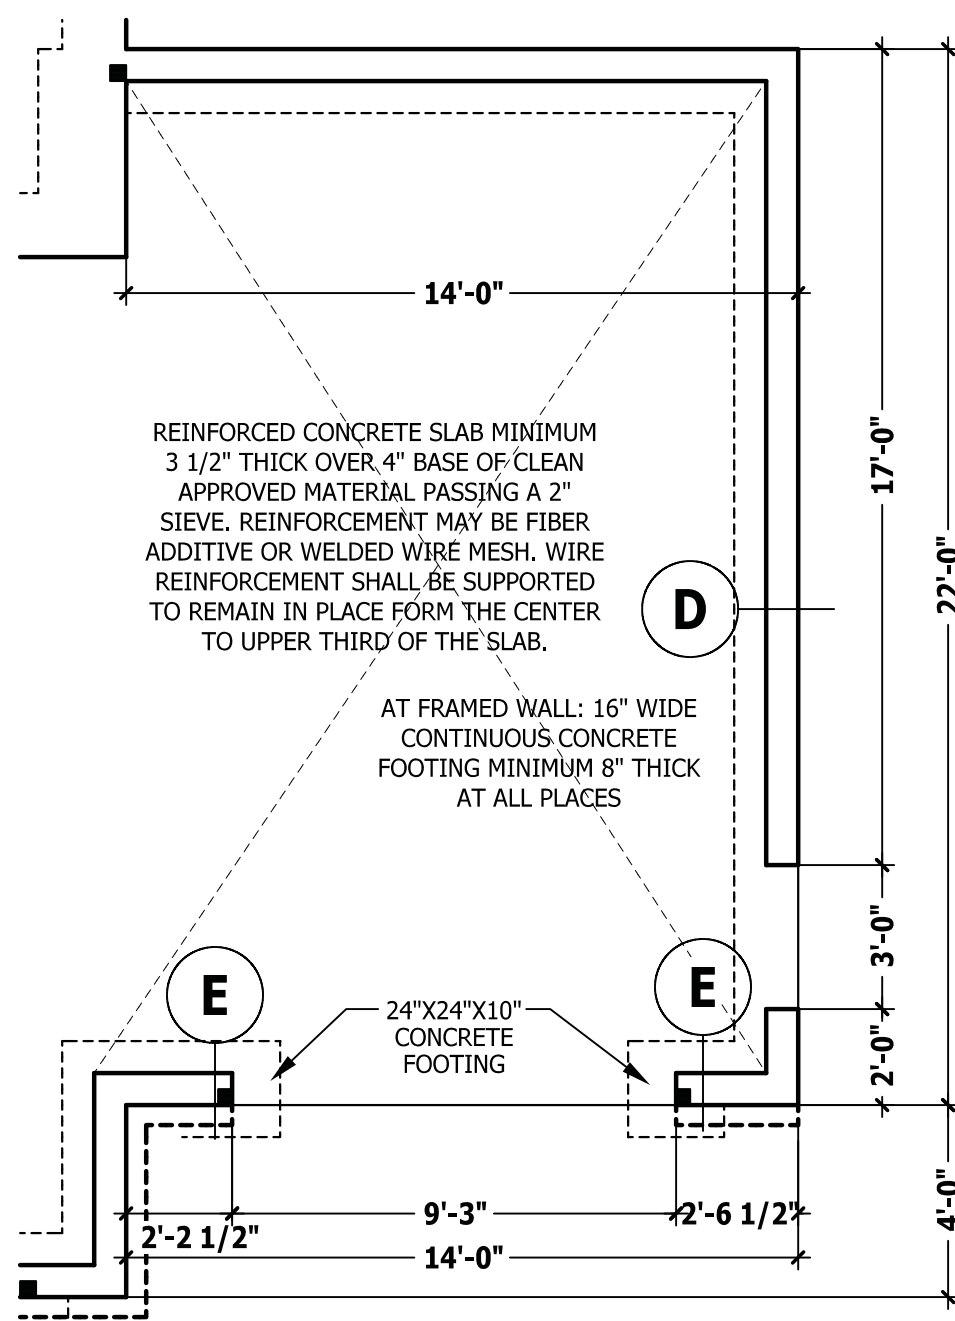 14'-0"
17'-0"
22'-0"
REINFORCED CONCRETE SLAB MINIMUM
3 1/2" THICK OVER 4" BASE OF CLEAN
APPROVED MATERIAL PASSING A 2"
SIEVE. REINFORCEMENT MAY BE FIBER
ADDITIVE OR WELDED WIRE MESH. WIRE
REINFORCEMENT SHALL BE SUPPORTED
TO REMAIN IN PLACE FORM THE CENTER
TO UPPER THIRD OF THE SLAB.
D
AT FRAMED WALL: 16" WIDE
CONTINUOUS CONCRETE
FOOTING MINIMUM 8" THICK
AT ALL PLACES
3'-0"
E
E
24"X24"X10"
CONCRETE
FOOTING
2'-0"
9'-3"
2'-6 1/2"
4'-0"
2'-2 1/2"
14'-0"